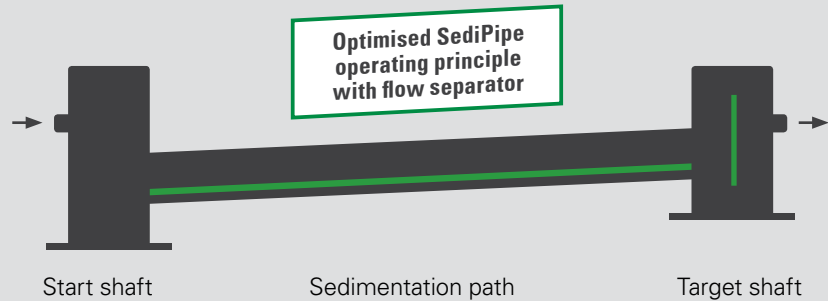 Optimised SediPipe
operating principle
with flow separator
Start shaft
Sedimentation path
Target shaft